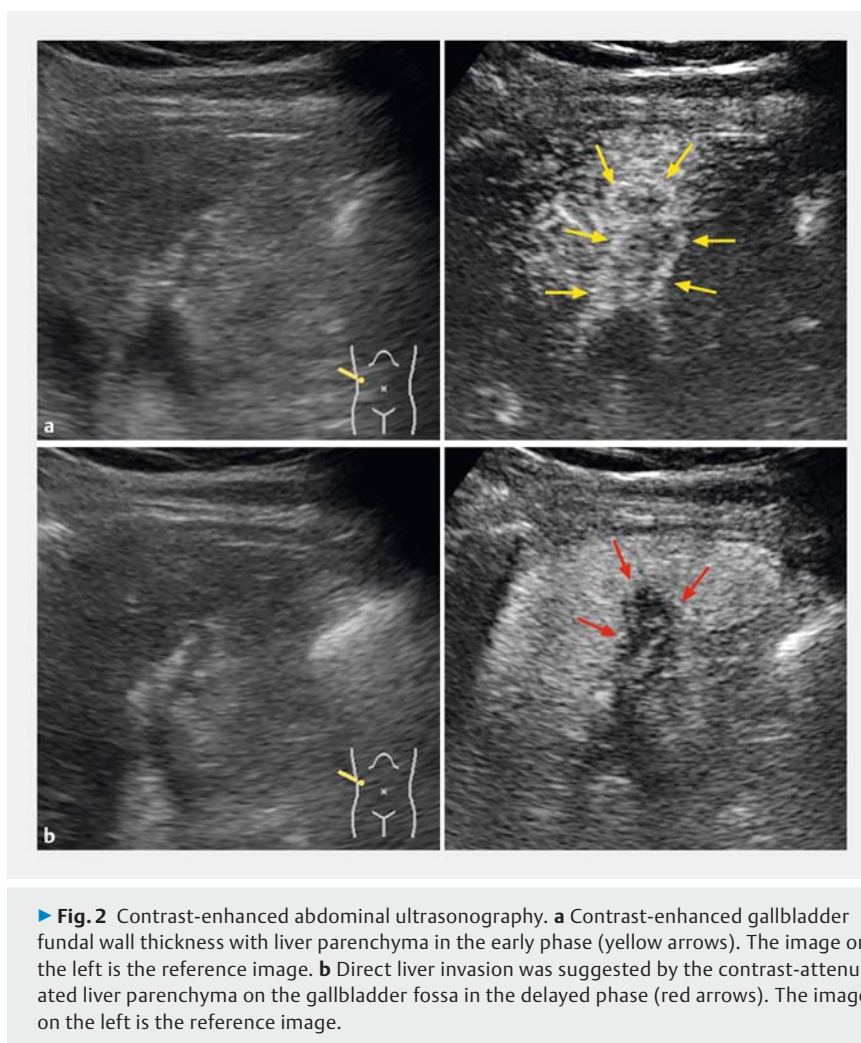 a
b
▶ Fig. 2 Contrast-enhanced abdominal ultrasonography. a Contrast-enhanced gallbladder
fundal wall thickness with liver parenchyma in the early phase (yellow arrows). The image on
the left is the reference image. b Direct liver invasion was suggested by the contrast-attenu
ated liver parenchyma on the gallbladder fossa in the delayed phase (red arrows). The image
on the left is the reference image.